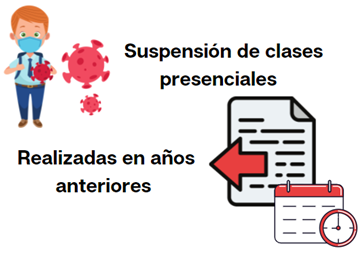 Suspensión de clases
presenciales
Realizadas en años
anteriores